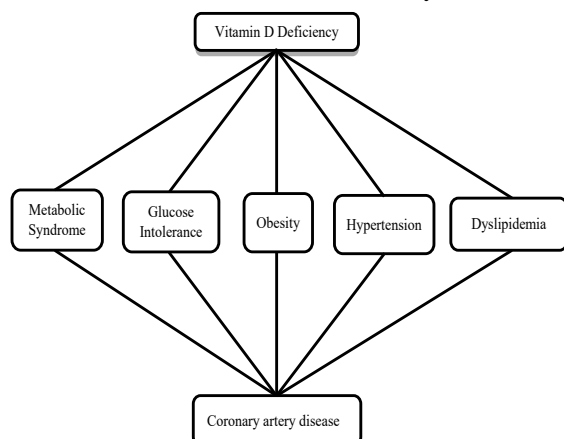 Vitamin D Deficiency
Metabolic
Syndrome
Glucose
Intolerance
Obesity
Hypertension
Dyslipidemia
Coronary artery disease